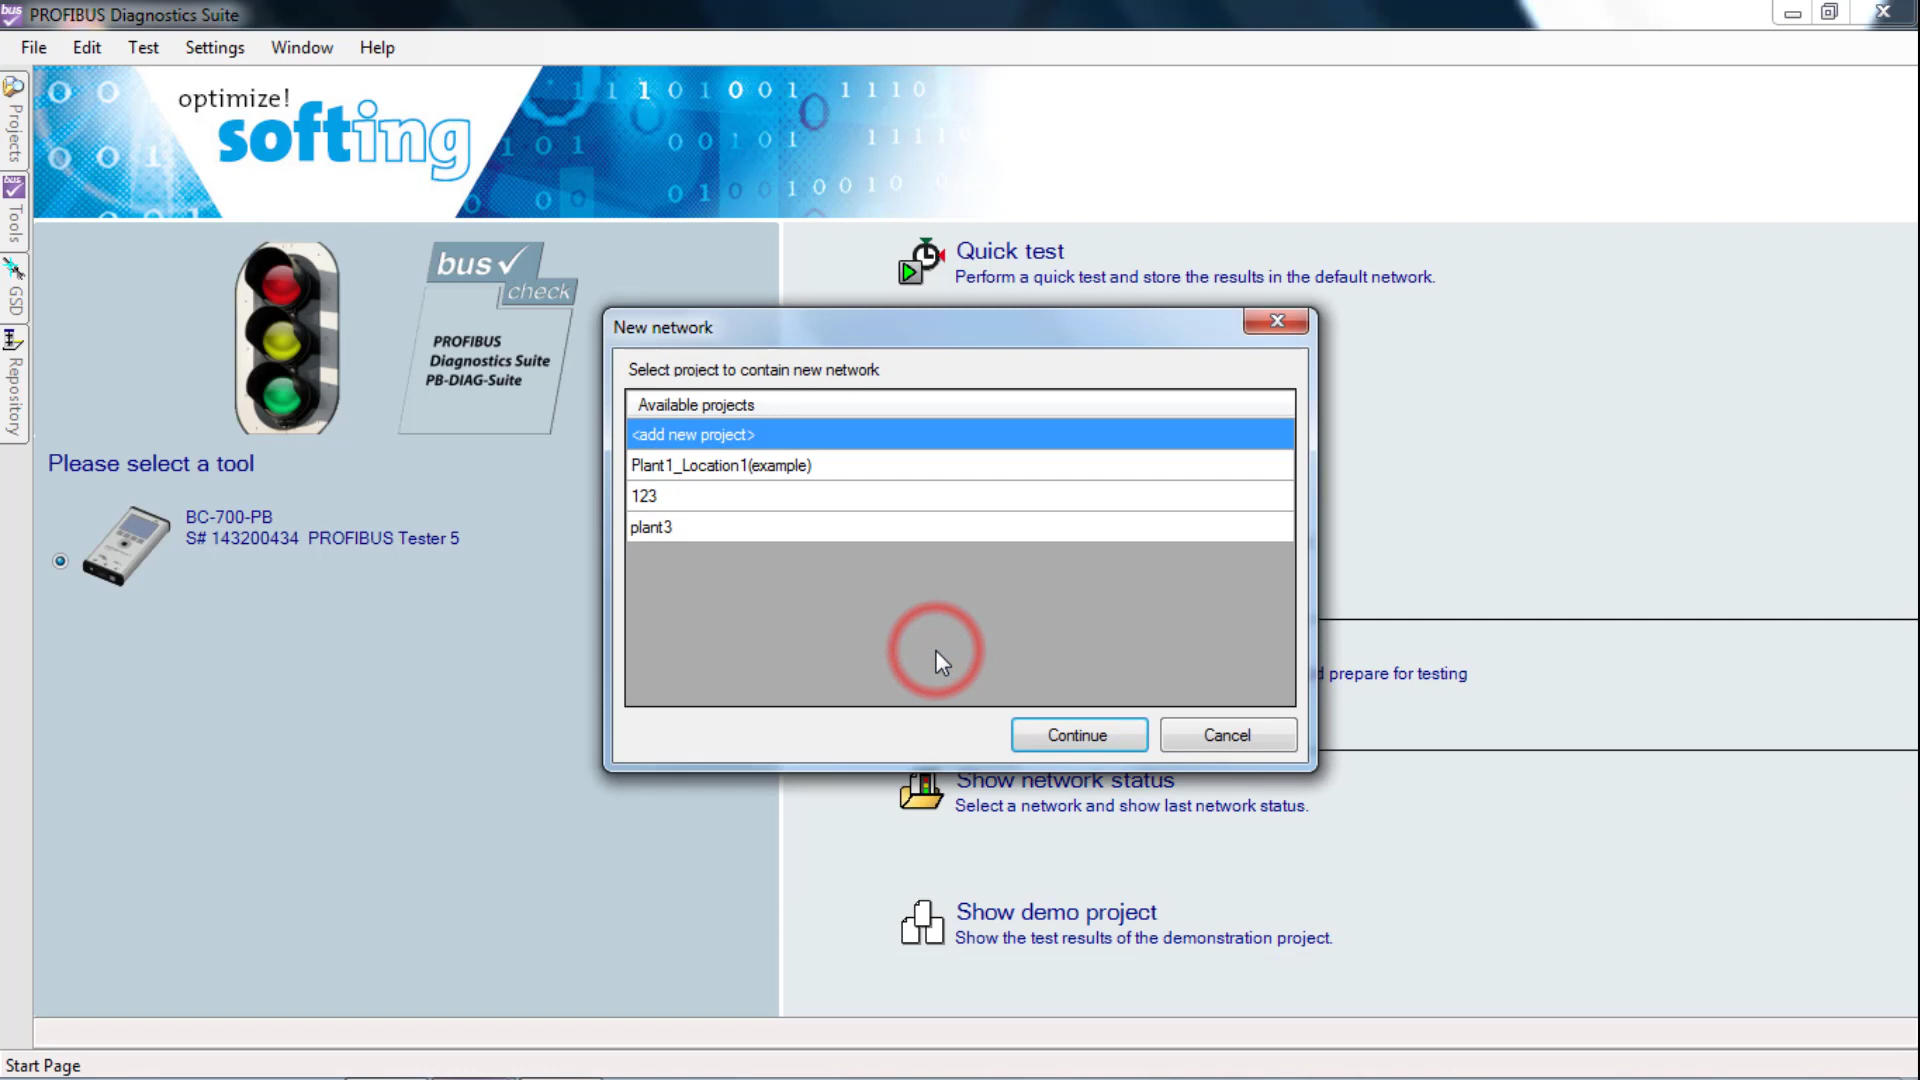 bus
PROFIBUS Diagnostics Suite
File Edit Test Settings Window Help
Projects
Tools
GSD
Repository
optimize!
softing
bus
check
PROFIBUS
Diagnostics Suite
PB-DIAG-Suite
Please select a tool
BC-700-PB
S# 143200434 PROFIBUS Tester 5
Quick test
Perform a quick test and store the results in the default network.
New network
Select project to contain new network
Available projects
<add new project>
Plant1_Location1(example)
123
plant3
Continue
Cancel
prepare for testing
Show network status
Select a network and show last network status.
Show demo project
Show the test results of the demonstration project.
Start Page